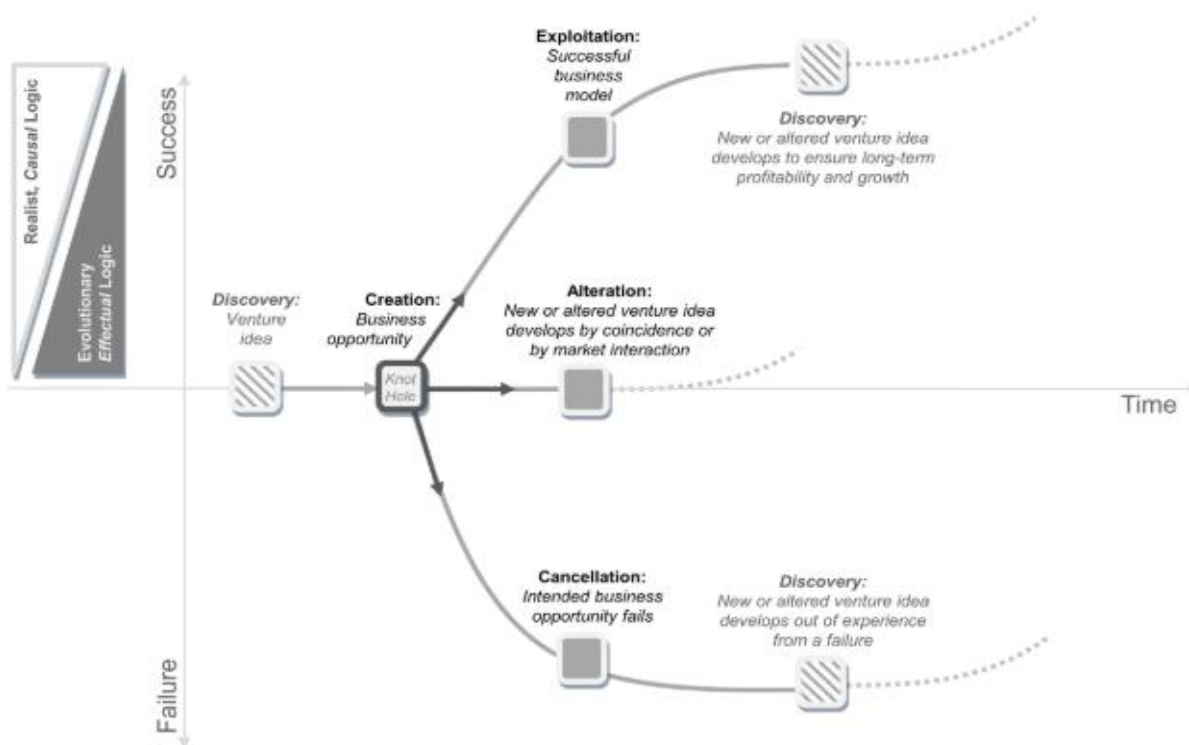 Exploitation:
Successful
business
model
Success
Realist, Causal Logic
Evolutionary
Effectual Logic
Discovery:
New or altered venture idea
develops to ensure long-term
profitability and growth
Discovery:
Venture
idea
Creation:
Business
opportunity
Alteration:
New or altered venture idea
develops by coincidence or
by market interaction
Knot
Hole
Time
Cancellation:
Intended business
opportunity fails
Discovery:
New or altered venture idea
develops out of experience
from a failure
Failure